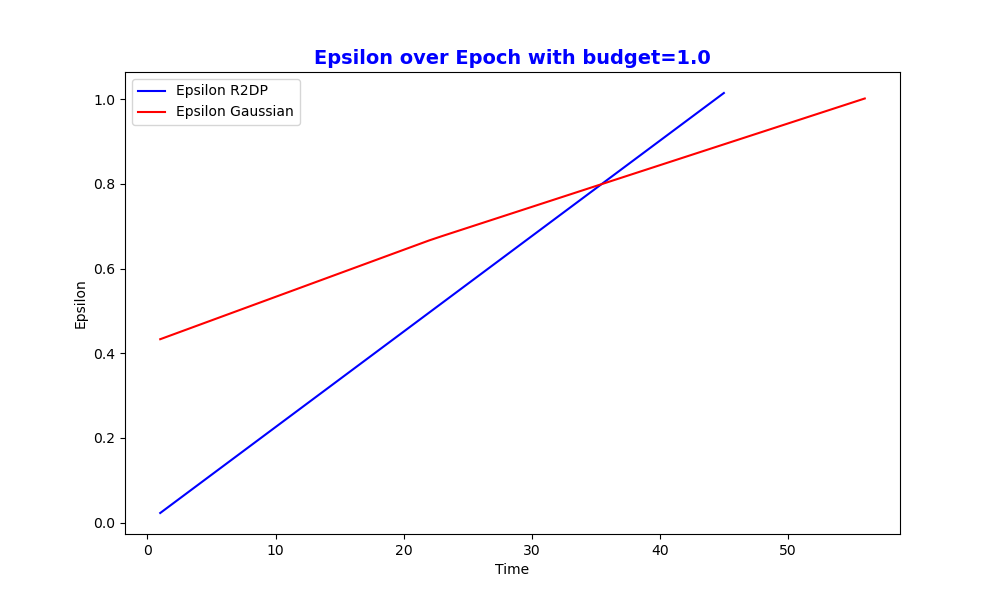 Epsilon over Epoch with budget=1.0
Epsilon R2DP
Epsilon Gaussian
1.0
0.8
0.6
0.4
0.2
0.0
Epsilon
0 10 20 30 40 50
Time